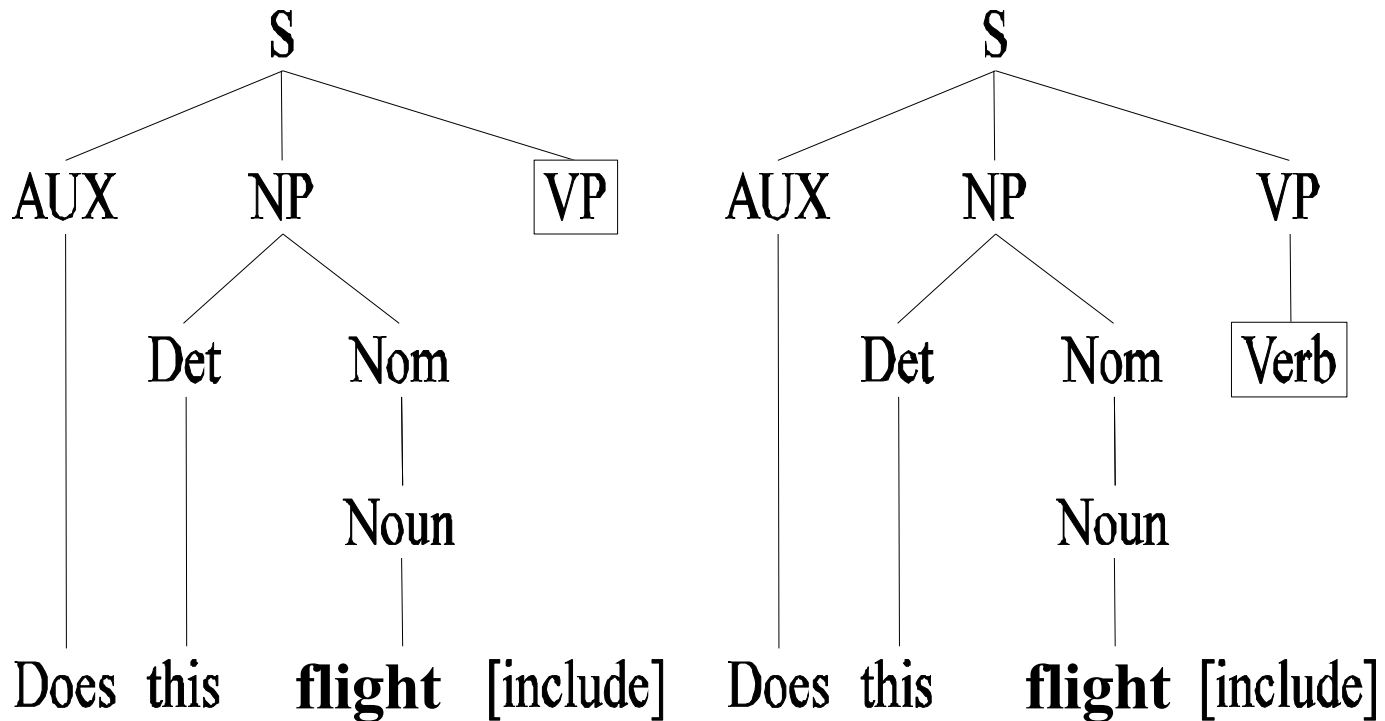 S S
AUX NP VP AUX NP VP
Det Nom Det Nom Verb
Noun Noun
Does this flight [include] Does this flight [include]